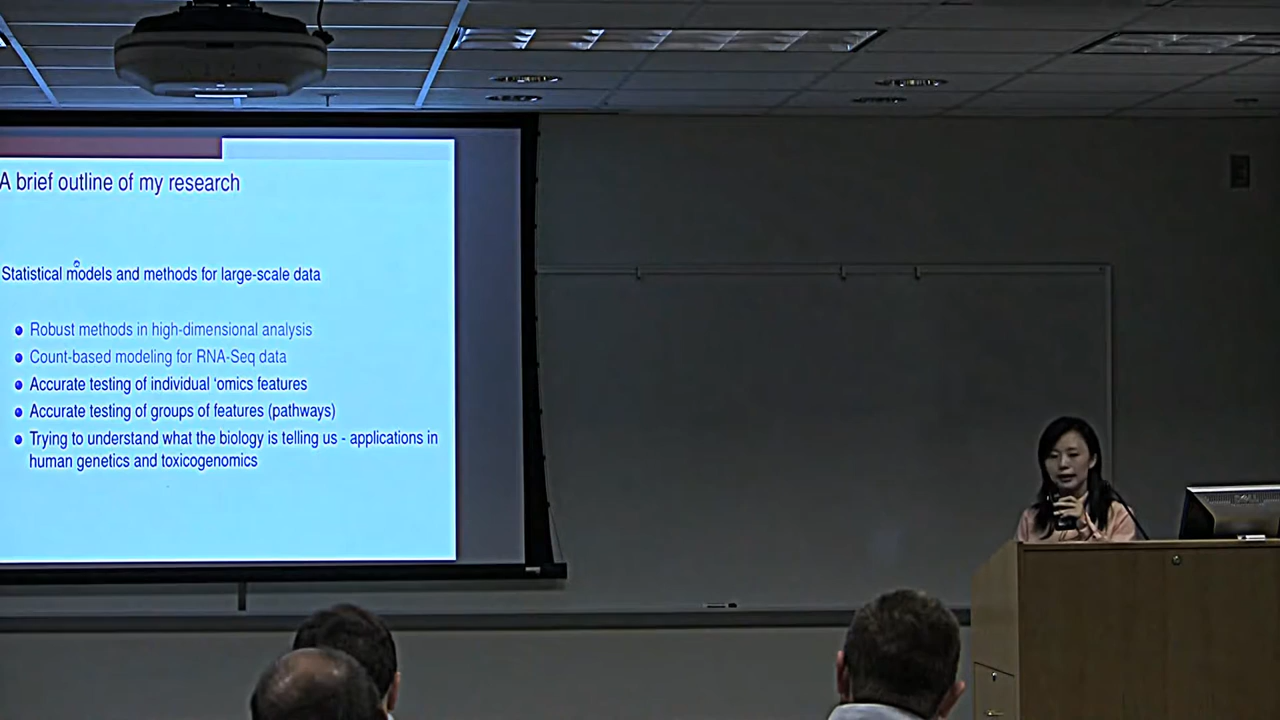 A brief outline of my research
Statistical models and methods for large-scale data
Robust methods in high-dimensional analysis
Count-based modeling for RNA-Seq data
Accurate testing of individual ‘omics features
Accurate testing of groups of features (pathways)
Trying to understand what the biology is telling us - applications in
human genetics and toxicogenomics